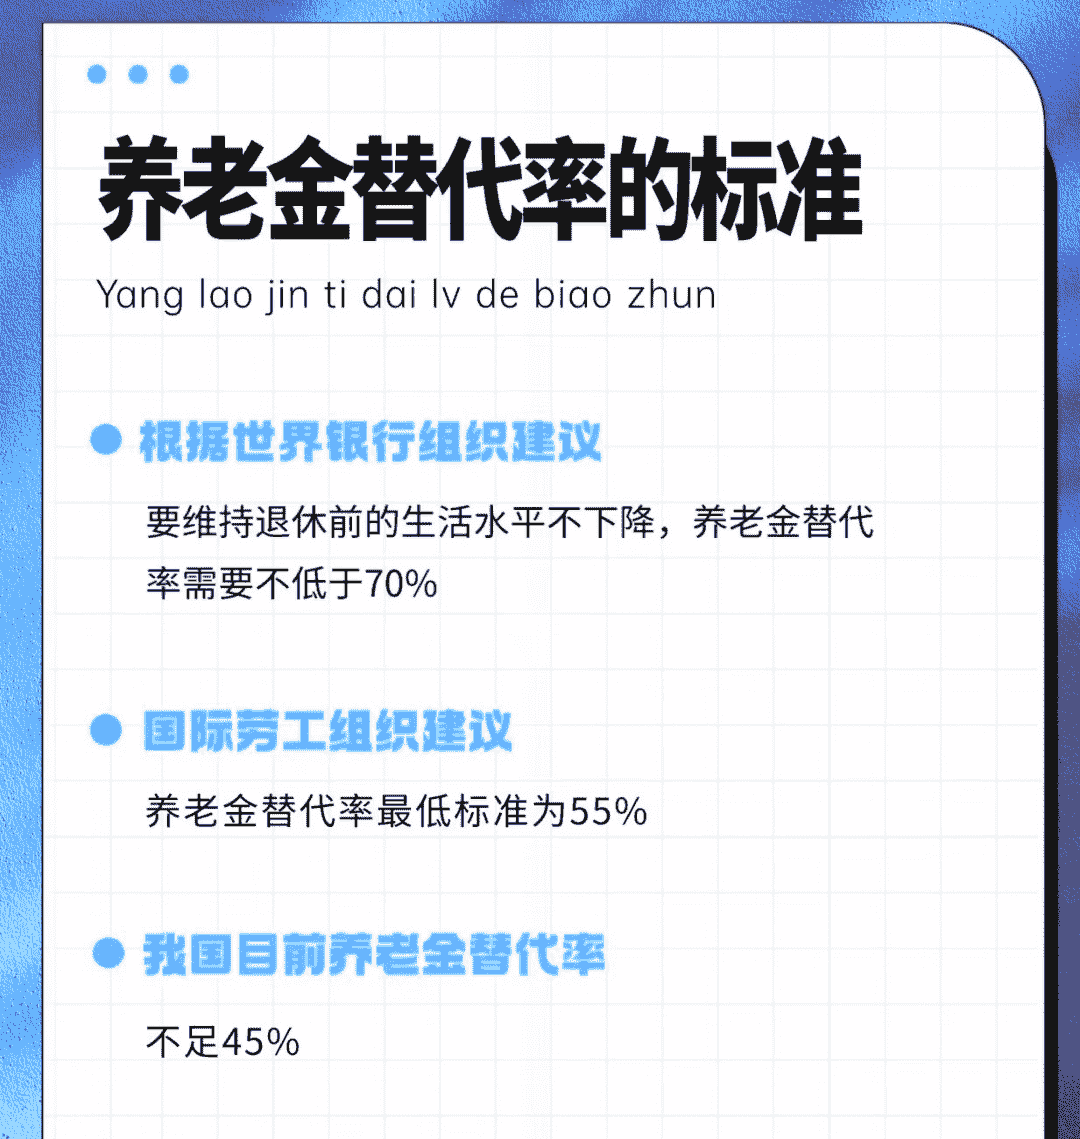 养老金替代率的标准
Yang lao jin ti dai lv de biao zhun
根据世界银行组织建议
要维持退休前的生活水平不下降，养老金替代
率需要不低于70%
国际劳工组织建议
养老金替代率最低标准为55%
我国目前养老金替代率
不足45%